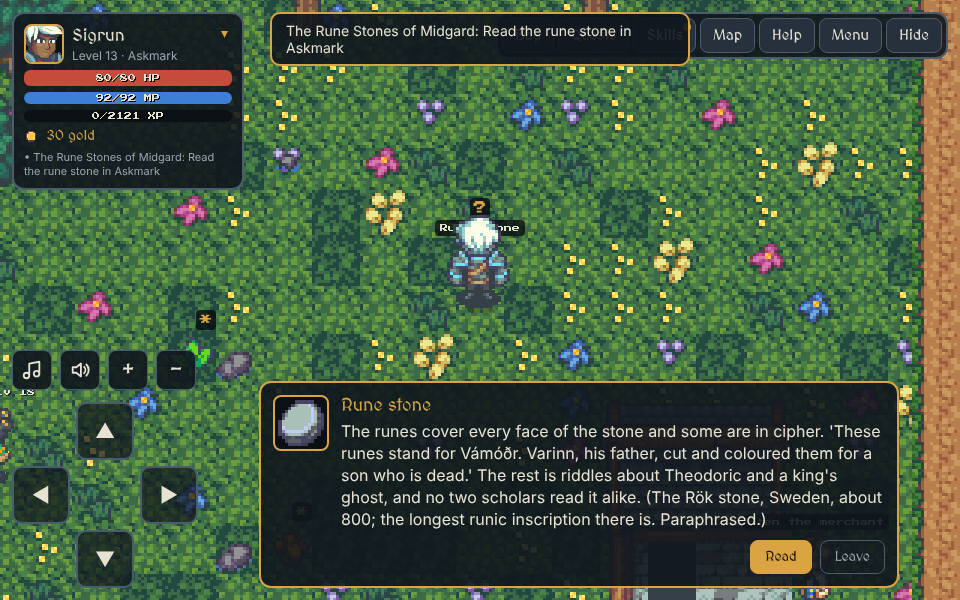 Sigrun
Level 13 · Askmark
80/80 HP
92/92 MP
0/2121 XP
30 gold
• The Rune Stones of Midgard: Read
the rune stone in Askmark
The Rune Stones of Midgard: Read the rune stone in
Askmark
Skills
Map
Help
Menu
Hide
?
*
+
−
Rune stone
The runes cover every face of the stone and some are in cipher. 'These
runes stand for Vámóðr. Varinn, his father, cut and coloured them for a
son who is dead.' The rest is riddles about Theodoric and a king's
ghost, and no two scholars read it alike. (The Rök stone, Sweden, about
800; the longest runic inscription there is. Paraphrased.)
the merchant
Read
Leave